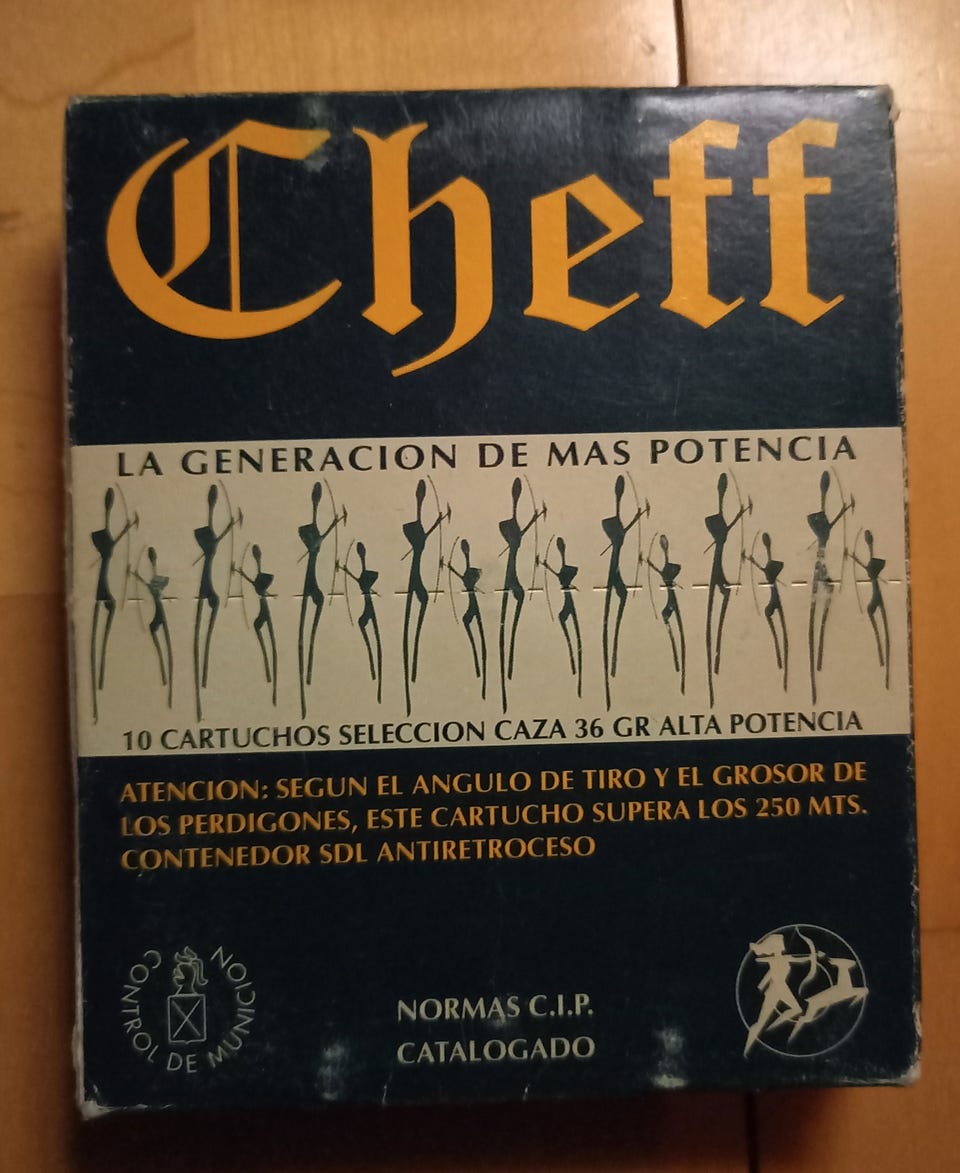 Cheff
LA GENERACION DE MAS POTENCIA
10 CARTUCHOS SELECCION CAZA 36 GR ALTA POTENCIA
ATENCION: SEGUN EL ANGULO DE TIRO Y EL GROSOR DE
LOS PERDIGONES, ESTE CARTUCHO SUPERA LOS 250 MTS.
CONTENEDOR SDL ANTIRETROCESO
CONTROL DE MUNICION
NORMAS C.I.P.
CATALOGADO